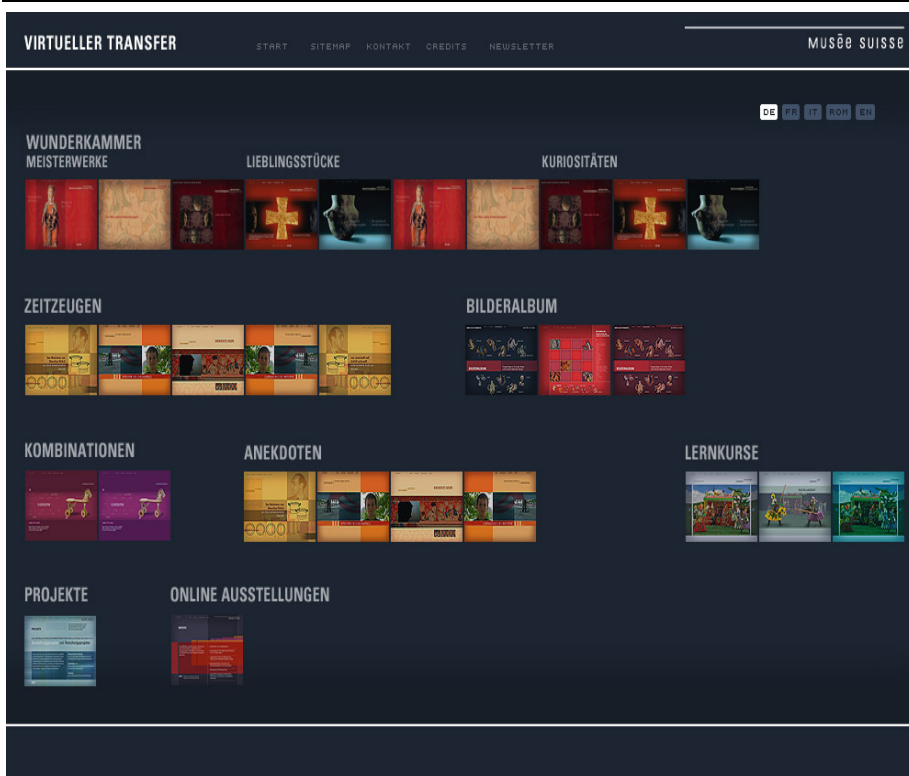 VIRTUELLER TRANSFER
START SITEMAP KONTAKT CREDITS NEWSLETTER
Musée suisse
DE FR IT ROM EN
WUNDERKAMMER
MEISTERWERKE LIEBLINGSSTÜCKE KURIOSITÄTEN
ZEITZEUGEN BILDERALBUM
KOMBINATIONEN ANEKDOTEN LERNKURSE
PROJEKTE ONLINE AUSSTELLUNGEN